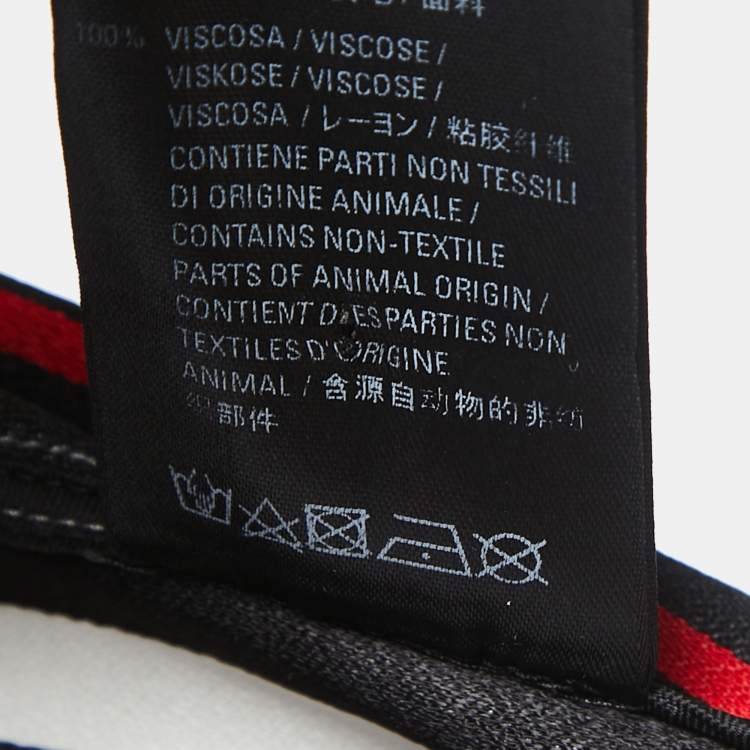 面料
100% VISCOSA / VISCOSE /
VISKOSE / VISCOSE /
VISCOSA / レーヨン / 粘胶纤维
CONTIENE PARTI NON TESSILI
DI ORIGINE ANIMALE /
CONTAINS NON-TEXTILE
PARTS OF ANIMAL ORIGIN /
CONTIENT DES PARTIES NON
TEXTILES D'ORIGINE
ANIMAL / 含源自动物的非纺
织部件